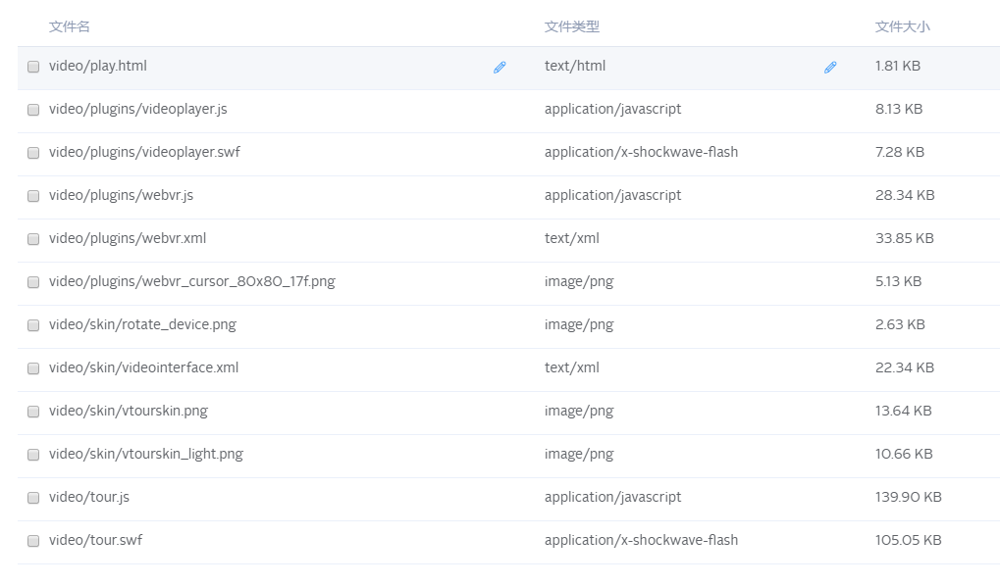 文件名 文件类型 文件大小
video/play.html text/html 1.81 KB
video/plugins/videoplayer.js application/javascript 8.13 KB
video/plugins/videoplayer.swf application/x-shockwave-flash 7.28 KB
video/plugins/webvr.js application/javascript 28.34 KB
video/plugins/webvr.xml text/xml 33.85 KB
video/plugins/webvr_cursor_80x80_17f.png image/png 5.13 KB
video/skin/rotate_device.png image/png 2.63 KB
video/skin/videointerface.xml text/xml 22.34 KB
video/skin/vtourskin.png image/png 13.64 KB
video/skin/vtourskin_light.png image/png 10.66 KB
video/tour.js application/javascript 139.90 KB
video/tour.swf application/x-shockwave-flash 105.05 KB